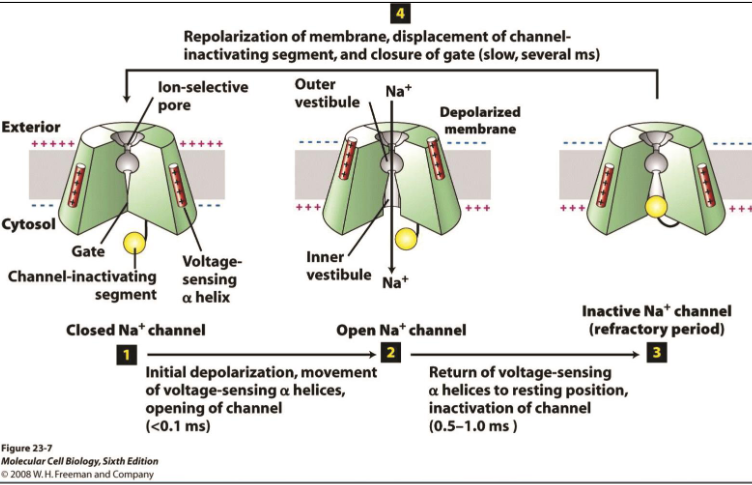 4
Repolarization of membrane, displacement of channel-
inactivating segment, and closure of gate (slow, several ms)
Ion-selective
pore
Outer
vestibule
Na⁺
Depolarized
membrane
Exterior
+++++
+++++
Cytosol
Gate
Channel-inactivating
segment
Voltage-
sensing
α helix
Inner
vestibule
Na⁺
+++
+++
+++
+++
Closed Na⁺ channel
Open Na⁺ channel
Inactive Na⁺ channel
(refractory period)
1
2
3
Initial depolarization, movement
of voltage-sensing α helices,
opening of channel
(<0.1 ms)
Return of voltage-sensing
α helices to resting position,
inactivation of channel
(0.5–1.0 ms )
Figure 23-7
Molecular Cell Biology, Sixth Edition
© 2008 W. H. Freeman and Company